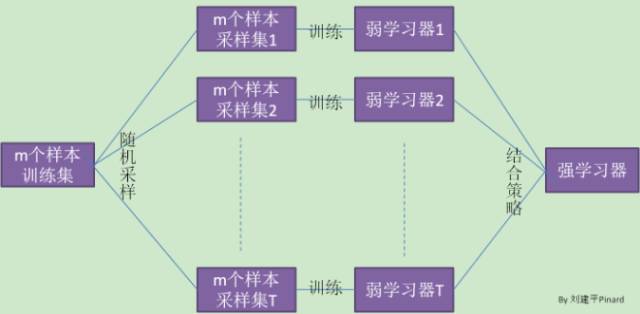 m个样本
训练集
随机采样
m个样本
采样集1
训练
弱学习器1
m个样本
采样集2
训练
弱学习器2
m个样本
采样集T
训练
弱学习器T
结合策略
强学习器
By 刘建平Pinard